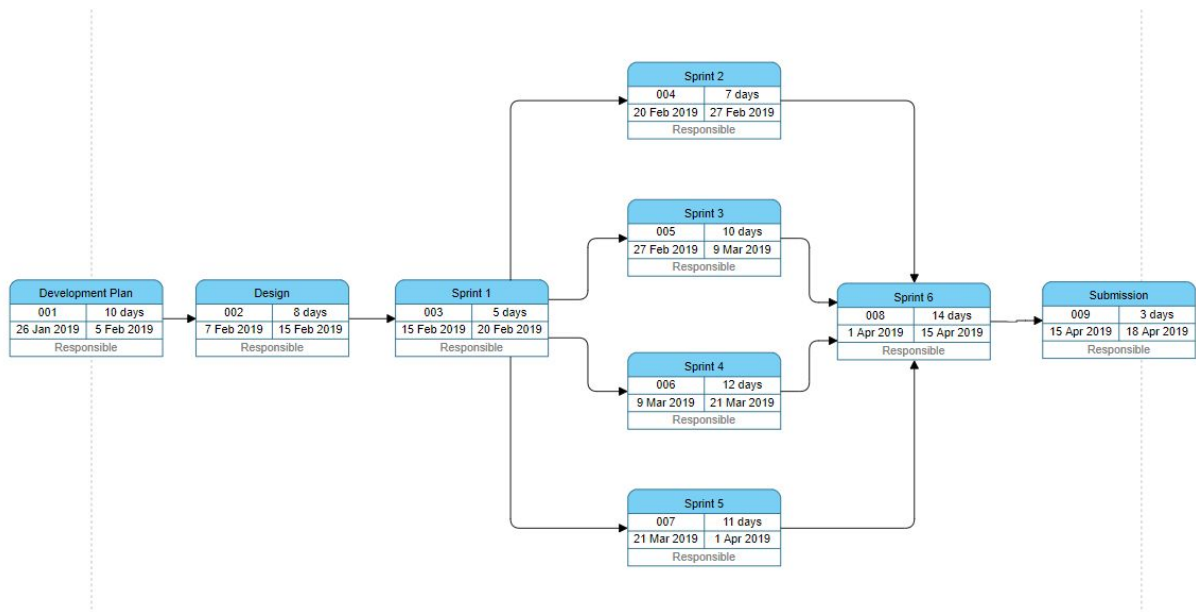 Development Plan
001 10 days
26 Jan 2019 5 Feb 2019
Responsible
Design
002 8 days
7 Feb 2019 15 Feb 2019
Responsible
Sprint 1
003 5 days
15 Feb 2019 20 Feb 2019
Responsible
Sprint 2
004 7 days
20 Feb 2019 27 Feb 2019
Responsible
Sprint 3
005 10 days
27 Feb 2019 9 Mar 2019
Responsible
Sprint 4
006 12 days
9 Mar 2019 21 Mar 2019
Responsible
Sprint 5
007 11 days
21 Mar 2019 1 Apr 2019
Responsible
Sprint 6
008 14 days
1 Apr 2019 15 Apr 2019
Responsible
Submission
009 3 days
15 Apr 2019 18 Apr 2019
Responsible